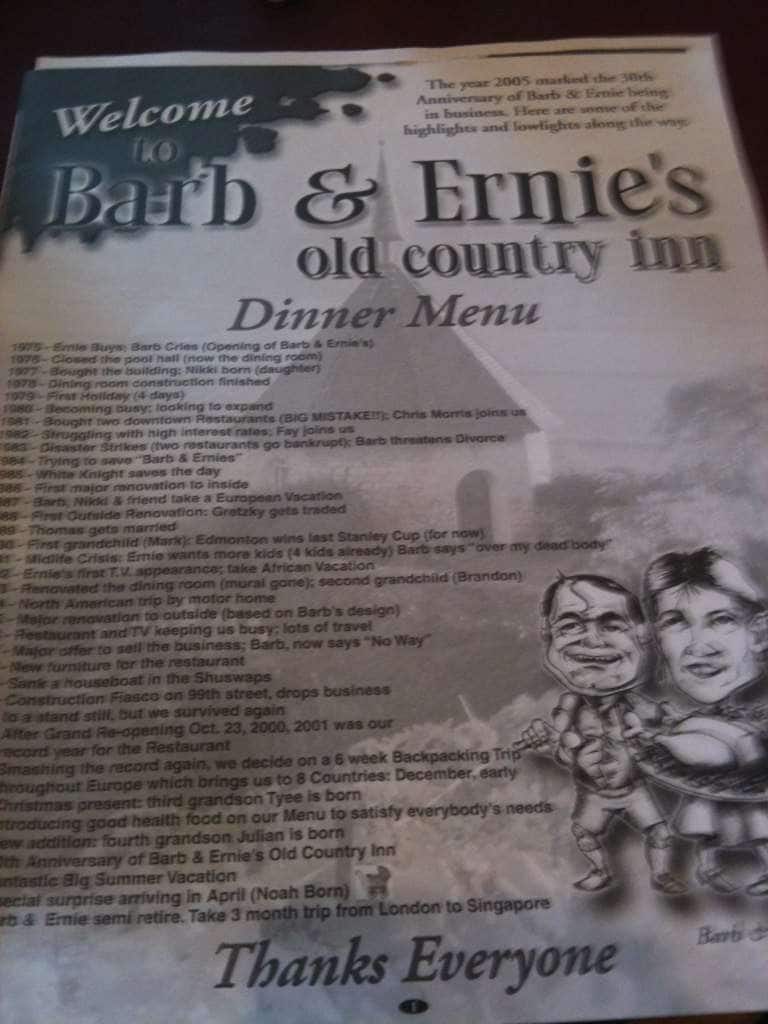 Welcome
to
Barb & Ernie's
old country inn
The year 2005 marked the 30th
Anniversary of Barb & Ernie being
in business. Here are some of the
highlights and lowlights along the way.
Dinner Menu
1975 - Ernie Buys; Barb Cries (Opening of Barb & Ernie's)
1976 - Closed the pool hall (now the dining room)
1977 - Bought the building; Nikki born (daughter)
1978 - Dining room construction finished
1979 - First Holiday (4 days)
1980 - Becoming busy; looking to expand
1981 - Bought two downtown Restaurants (BIG MISTAKE!!); Chris Morris joins us
1982 - Struggling with high interest rates; Fay joins us
983 - Disaster Strikes (two restaurants go bankrupt); Barb threatens Divorce
984 - Trying to save "Barb & Ernies"
985 - White Knight saves the day
986 - First major renovation to inside
87 - Barb, Nikki & friend take a European Vacation
88 - First Outside Renovation: Gretzky gets traded
89 - Thomas gets married
90 - First grandchild (Mark); Edmonton wins last Stanley Cup (for now)
1 - Midlife Crisis: Ernie wants more kids (4 kids already) Barb says "over my dead body"
2 - Ernie's first T.V. appearance; take African Vacation
3 - Renovated the dining room (mural gone); second grandchild (Brandon)
- North American trip by motor home
- Major renovation to outside (based on Barb's design)
- Restaurant and TV keeping us busy; lots of travel
- Major offer to sell the business; Barb, now says "No Way"
- New furniture for the restaurant
- Sank a houseboat in the Shuswaps
- Construction Fiasco on 99th street, drops business
to a stand still, but we survived again
After Grand Re-opening Oct. 23, 2000, 2001 was our
record year for the Restaurant
Smashing the record again, we decide on a 6 week Backpacking Trip
throughout Europe which brings us to 8 Countries: December, early
Christmas present: third grandson Tyee is born
ntroducing good health food on our Menu to satisfy everybody's needs
ew addition: fourth grandson Julian is born
0th Anniversary of Barb & Ernie's Old Country Inn
antastic Big Summer Vacation
pecial surprise arriving in April (Noah Born)
rb & Ernie semi retire. Take 3 month trip from London to Singapore
Barb &
Thanks Everyone